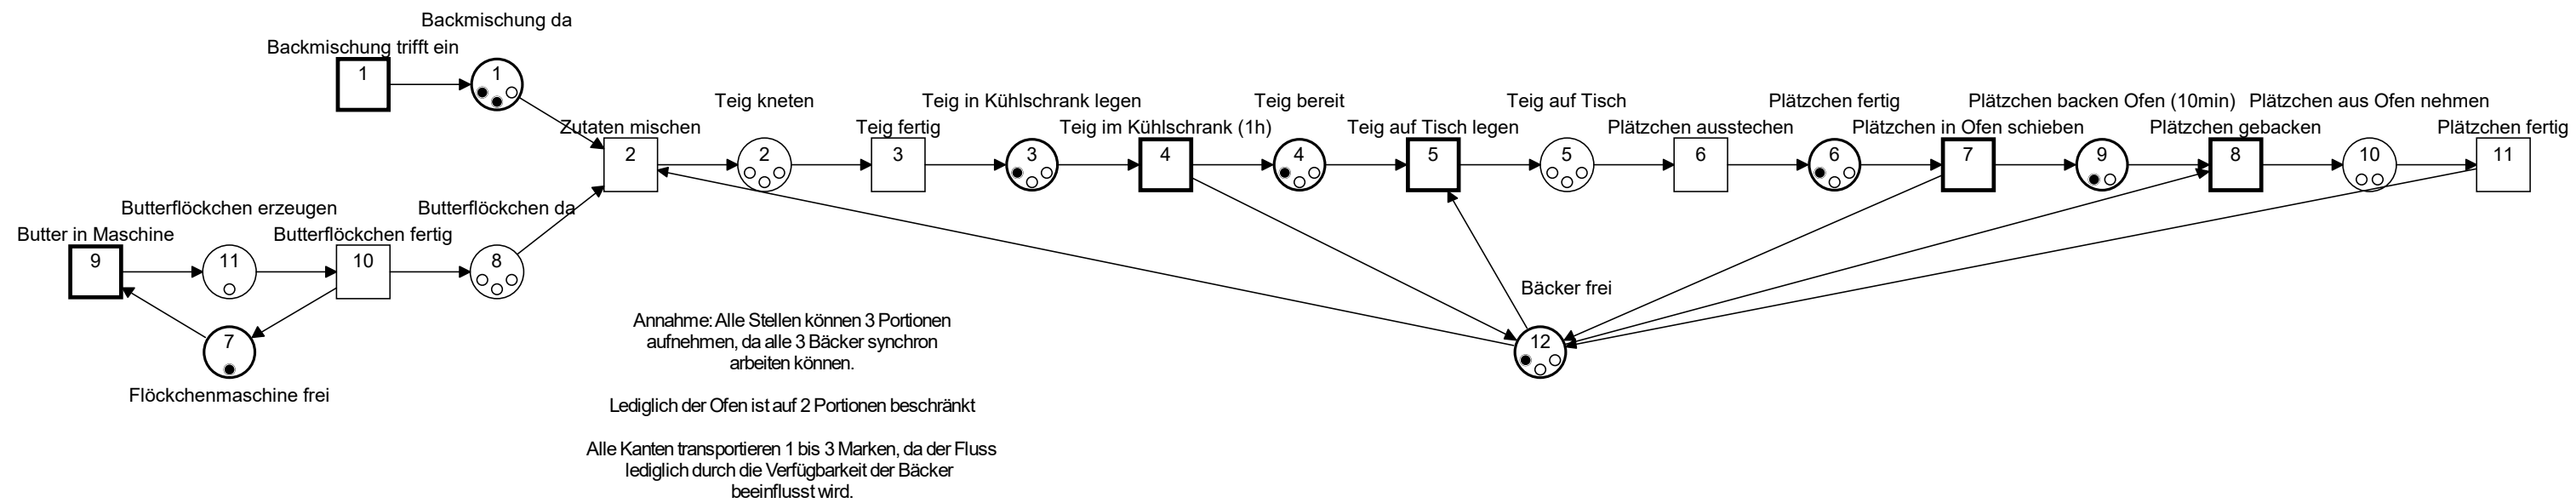 Backmischung da
Backmischung trifft ein
1
1
Teig kneten
Teig in Kühlschrank legen
Teig bereit
Teig auf Tisch
Plätzchen fertig
Plätzchen backen Ofen (10min)
Plätzchen aus Ofen nehmen
Zutaten mischen
Teig fertig
Teig im Kühlschrank (1h)
Teig auf Tisch legen
Plätzchen ausstechen
Plätzchen in Ofen schieben
Plätzchen gebacken
Plätzchen fertig
2
2
3
3
4
4
5
5
6
6
7
9
8
10
11
Butterflöckchen erzeugen
Butterflöckchen da
Butter in Maschine
Butterflöckchen fertig
9
11
10
8
Bäcker frei
7
12
Flöckchenmaschine frei
Annahme: Alle Stellen können 3 Portionen
aufnehmen, da alle 3 Bäcker synchron
arbeiten können.
Lediglich der Ofen ist auf 2 Portionen beschränkt
Alle Kanten transportieren 1 bis 3 Marken, da der Fluss
lediglich durch die Verfügbarkeit der Bäcker
beeinflusst wird.